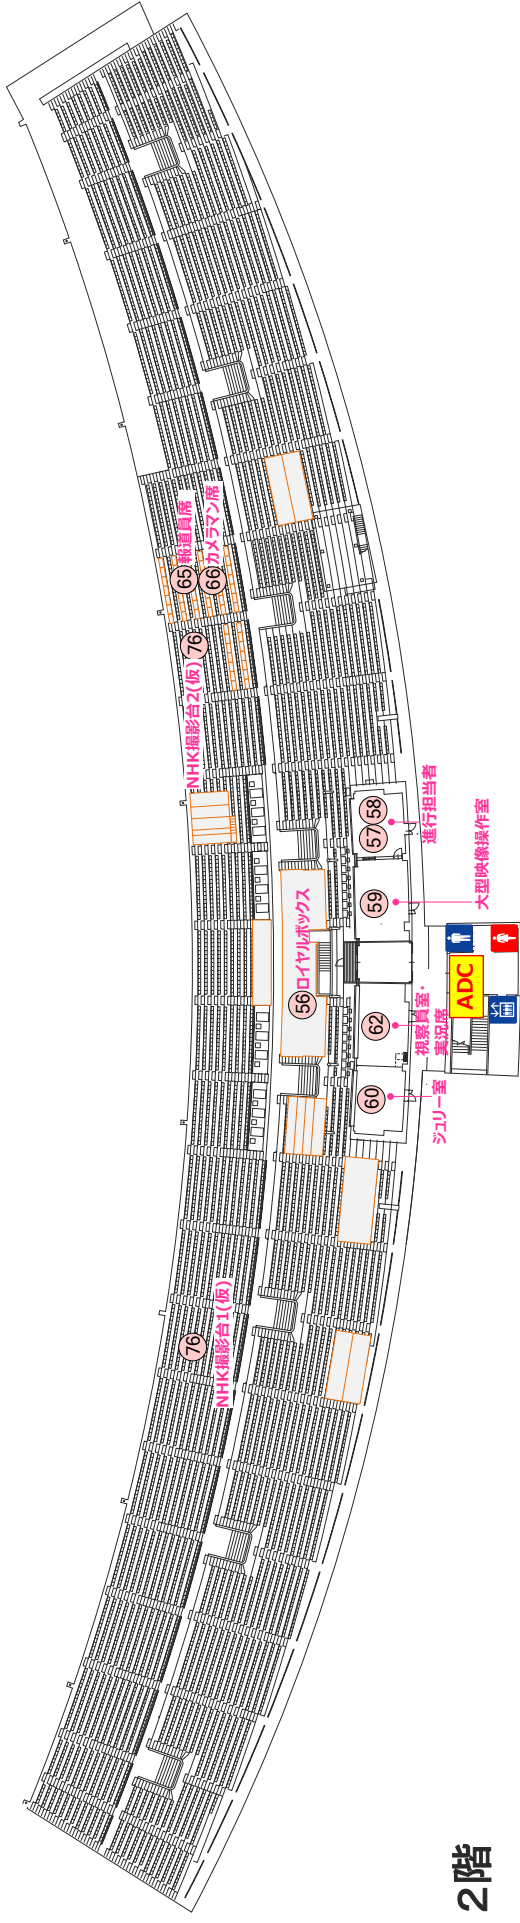 2階
76
NHK撮影台1(仮)
60
ジュリー室
62
視察員室・
実況席
ADC
56
ロイヤルボックス
59
大型映像操作室
57
58
進行担当者
76
NHK撮影台2(仮)
65
報道員席
66
カメラマン席